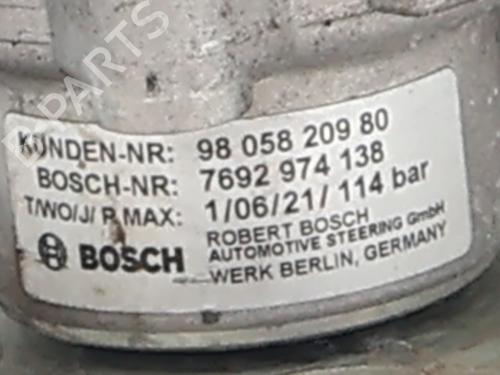 B-PARTS
KUNDEN-NR: 98 058 209 80
BOSCH-NR: 7692 974 138
T/WO/J/ P. MAX: 1/06/21/ 114 bar
BOSCH
ROBERT BOSCH
AUTOMOTIVE STEERING GmbH
WERK BERLIN, GERMANY